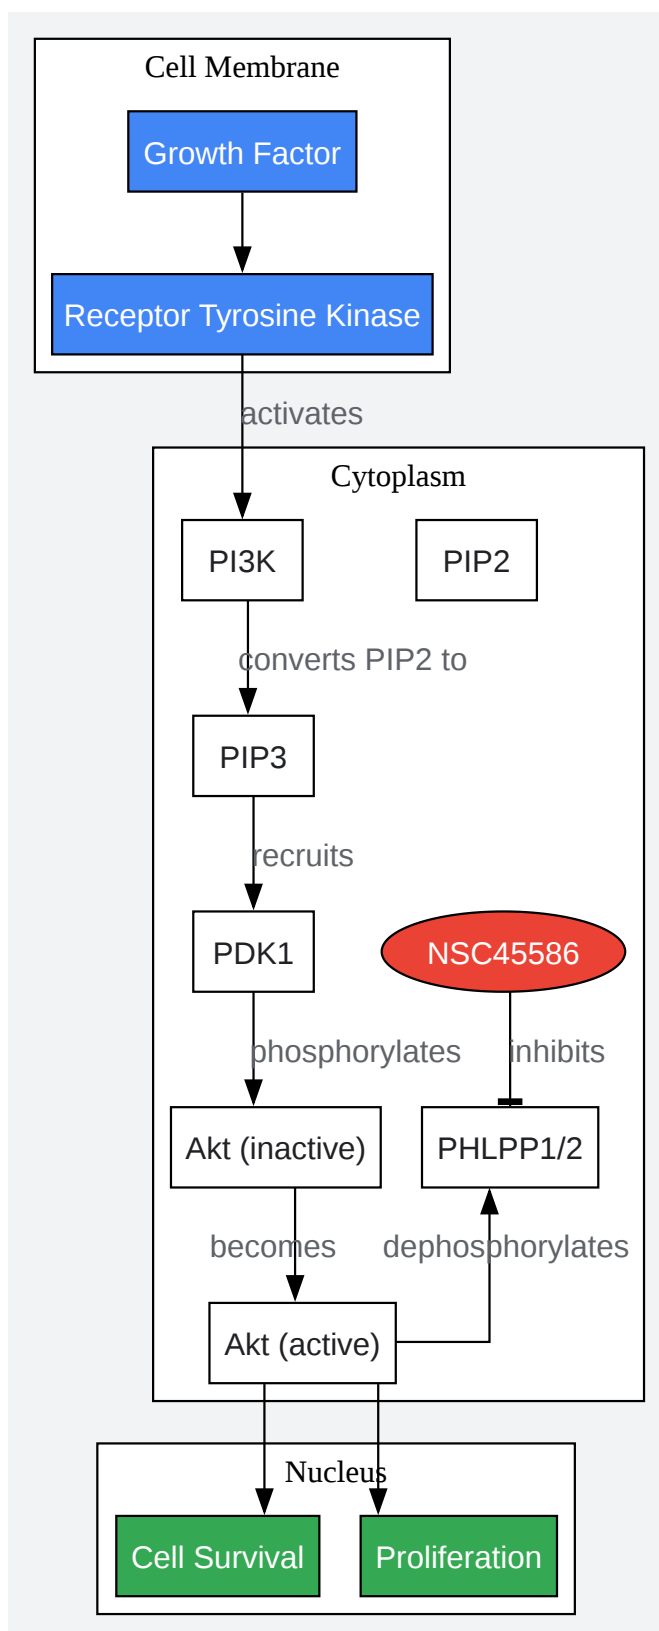 Cell Membrane
Growth Factor
Receptor Tyrosine Kinase
activates
Cytoplasm
PI3K
PIP2
converts PIP2 to
PIP3
recruits
PDK1
NSC45586
phosphorylates
inhibits
Akt (inactive)
PHLPP1/2
becomes
dephosphorylates
Akt (active)
Nucleus
Cell Survival
Proliferation